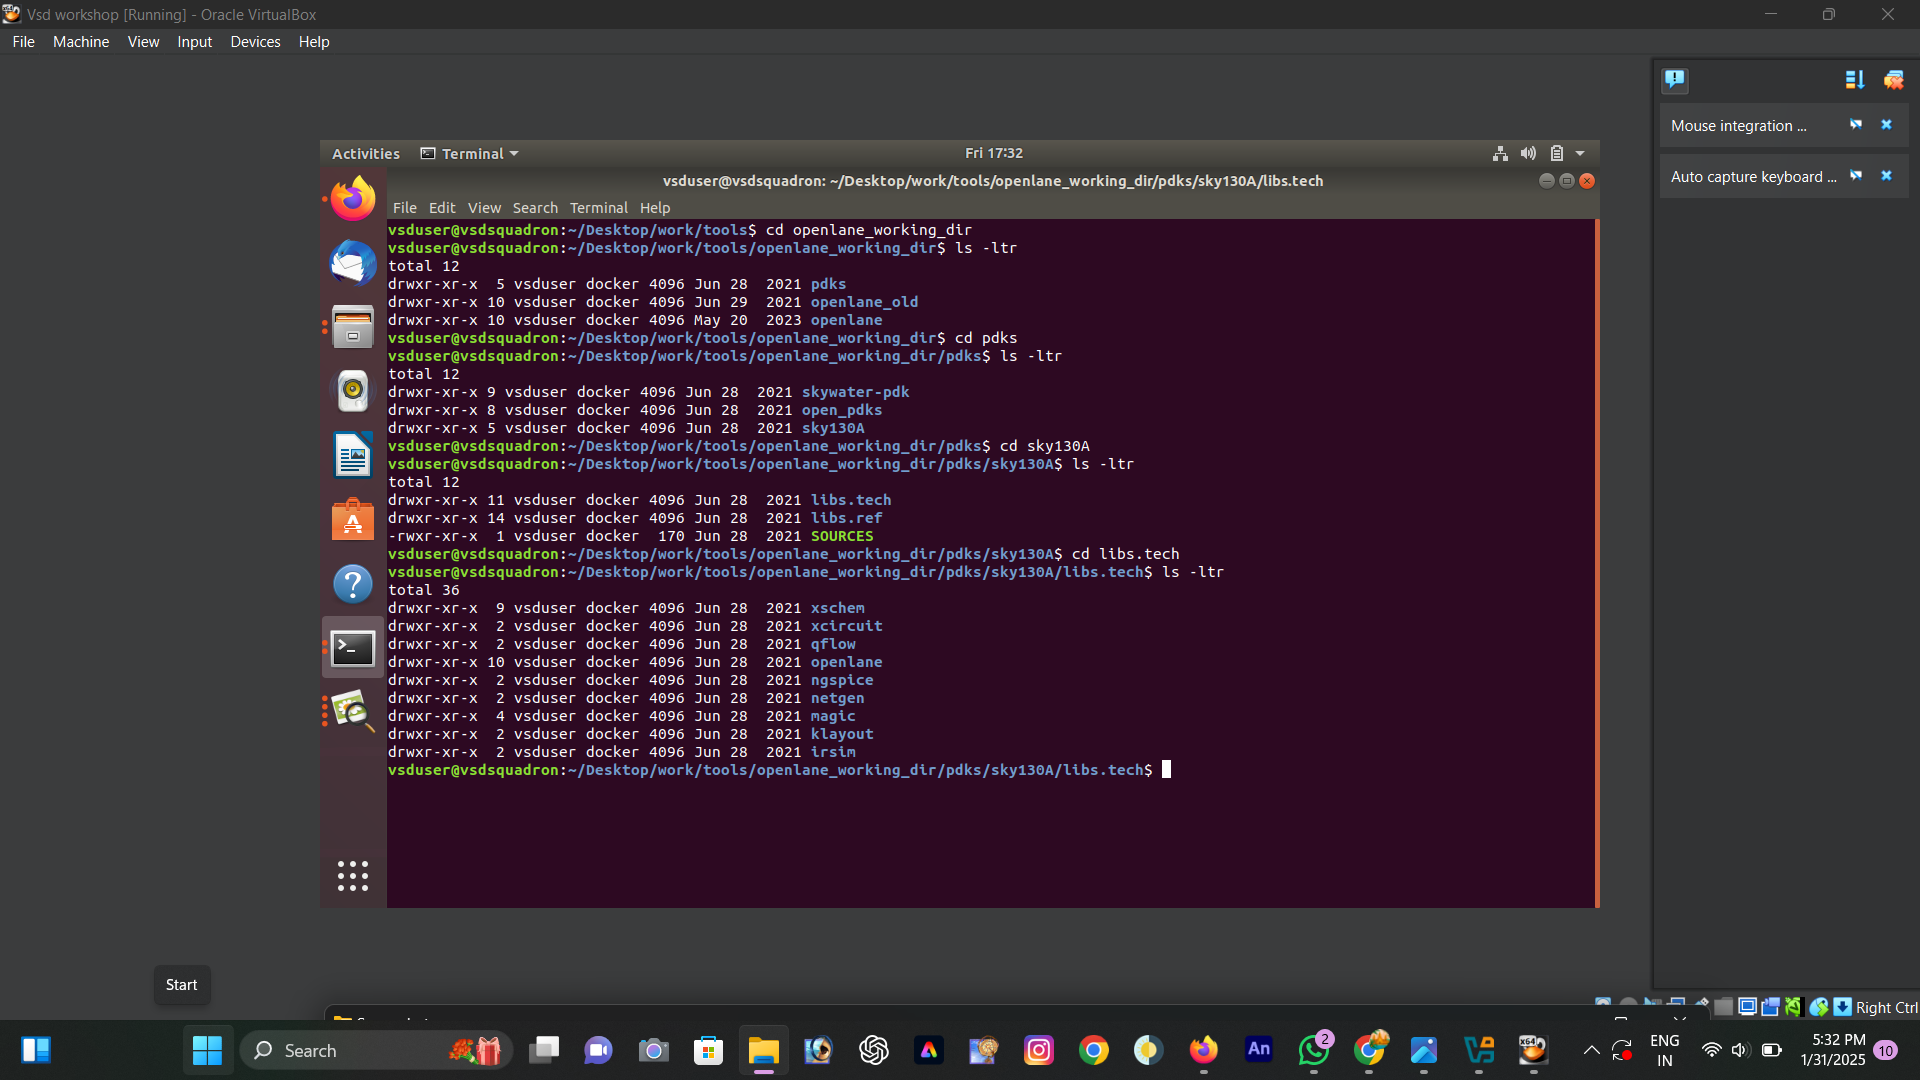 Vsd workshop [Running] - Oracle VirtualBox
File Machine View Input Devices Help
Mouse integration ...
Auto capture keyboard ...
Activities Terminal Fri 17:32
vsduser@vsdsquadron: ~/Desktop/work/tools/openlane_working_dir/pdks/sky130A/libs.tech
File Edit View Search Terminal Help
vsduser@vsdsquadron:~/Desktop/work/tools$ cd openlane_working_dir
vsduser@vsdsquadron:~/Desktop/work/tools/openlane_working_dir$ ls -ltr
total 12
drwxr-xr-x  5 vsduser docker 4096 Jun 28  2021 pdks
drwxr-xr-x 10 vsduser docker 4096 Jun 29  2021 openlane_old
drwxr-xr-x 10 vsduser docker 4096 May 20  2023 openlane
vsduser@vsdsquadron:~/Desktop/work/tools/openlane_working_dir$ cd pdks
vsduser@vsdsquadron:~/Desktop/work/tools/openlane_working_dir/pdks$ ls -ltr
total 12
drwxr-xr-x 9 vsduser docker 4096 Jun 28  2021 skywater-pdk
drwxr-xr-x 8 vsduser docker 4096 Jun 28  2021 open_pdks
drwxr-xr-x 5 vsduser docker 4096 Jun 28  2021 sky130A
vsduser@vsdsquadron:~/Desktop/work/tools/openlane_working_dir/pdks$ cd sky130A
vsduser@vsdsquadron:~/Desktop/work/tools/openlane_working_dir/pdks/sky130A$ ls -ltr
total 12
drwxr-xr-x 11 vsduser docker 4096 Jun 28  2021 libs.tech
drwxr-xr-x 14 vsduser docker 4096 Jun 28  2021 libs.ref
-rwxr-xr-x  1 vsduser docker  170 Jun 28  2021 SOURCES
vsduser@vsdsquadron:~/Desktop/work/tools/openlane_working_dir/pdks/sky130A$ cd libs.tech
vsduser@vsdsquadron:~/Desktop/work/tools/openlane_working_dir/pdks/sky130A/libs.tech$ ls -ltr
total 36
drwxr-xr-x  9 vsduser docker 4096 Jun 28  2021 xschem
drwxr-xr-x  2 vsduser docker 4096 Jun 28  2021 xcircuit
drwxr-xr-x  2 vsduser docker 4096 Jun 28  2021 qflow
drwxr-xr-x 10 vsduser docker 4096 Jun 28  2021 openlane
drwxr-xr-x  2 vsduser docker 4096 Jun 28  2021 ngspice
drwxr-xr-x  2 vsduser docker 4096 Jun 28  2021 netgen
drwxr-xr-x  4 vsduser docker 4096 Jun 28  2021 magic
drwxr-xr-x  2 vsduser docker 4096 Jun 28  2021 klayout
drwxr-xr-x  2 vsduser docker 4096 Jun 28  2021 irsim
vsduser@vsdsquadron:~/Desktop/work/tools/openlane_working_dir/pdks/sky130A/libs.tech$
Start
Right Ctrl
Search
An
2
ENG
IN
5:32 PM
1/31/2025
10